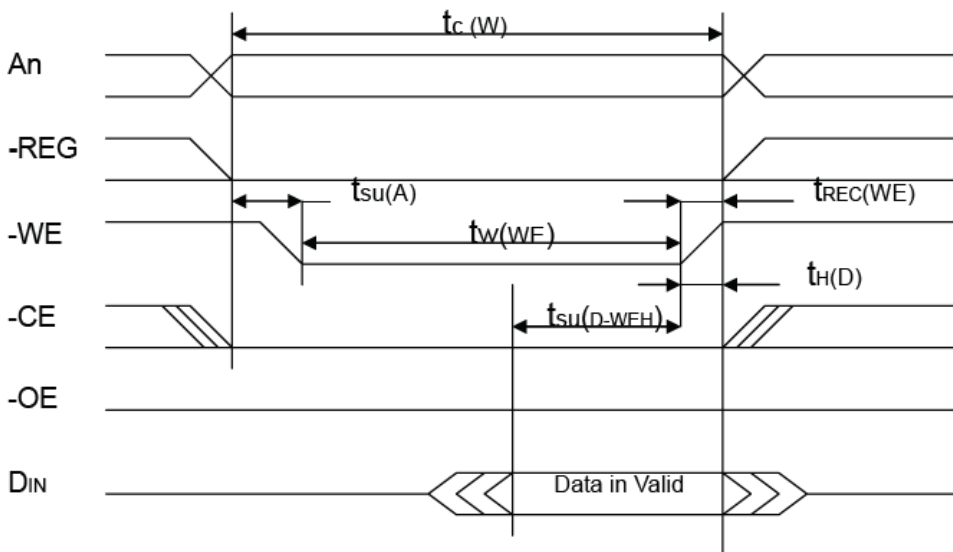 tc (W)
An
-REG
tsu(A)
tREC(WE)
-WE
tW(WE)
tH(D)
-CE
tsu(D-WEH)
-OE
DIN
Data in Valid